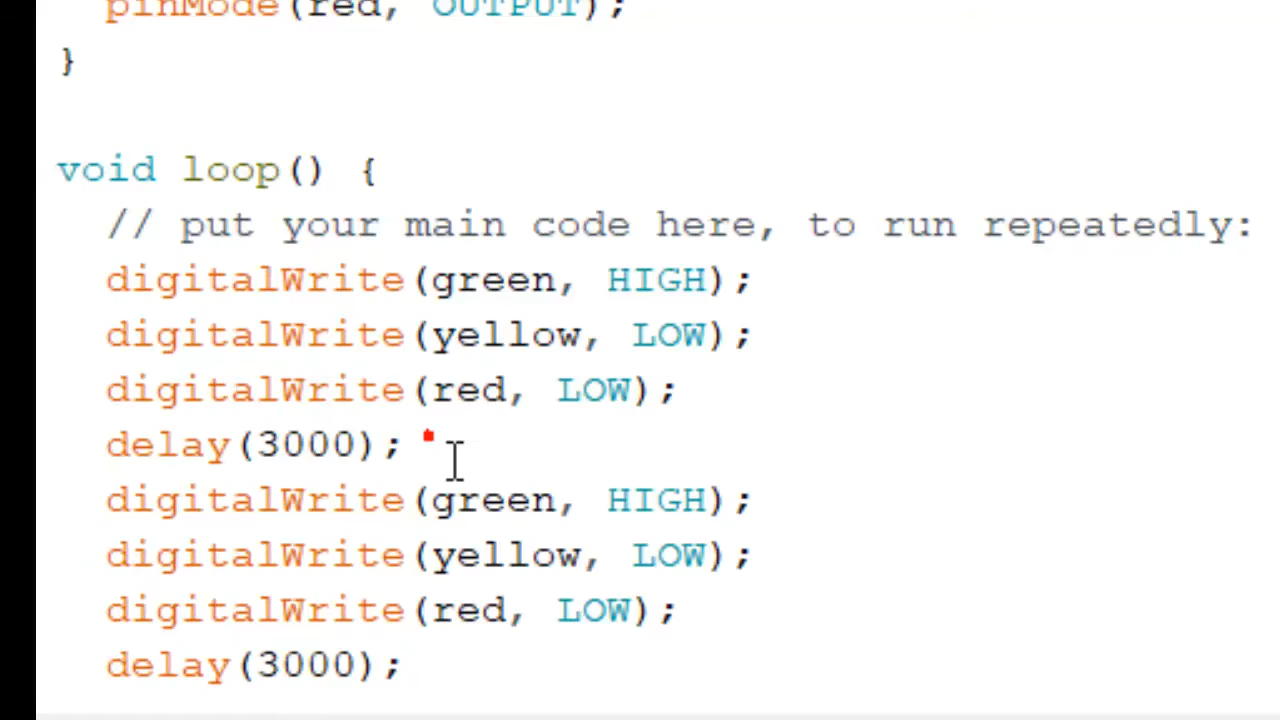 pinMode(red, OUTPUT);
}
void loop() {
// put your main code here, to run repeatedly:
digitalWrite(green, HIGH);
digitalWrite(yellow, LOW);
digitalWrite(red, LOW);
delay(3000);
digitalWrite(green, HIGH);
digitalWrite(yellow, LOW);
digitalWrite(red, LOW);
delay(3000);